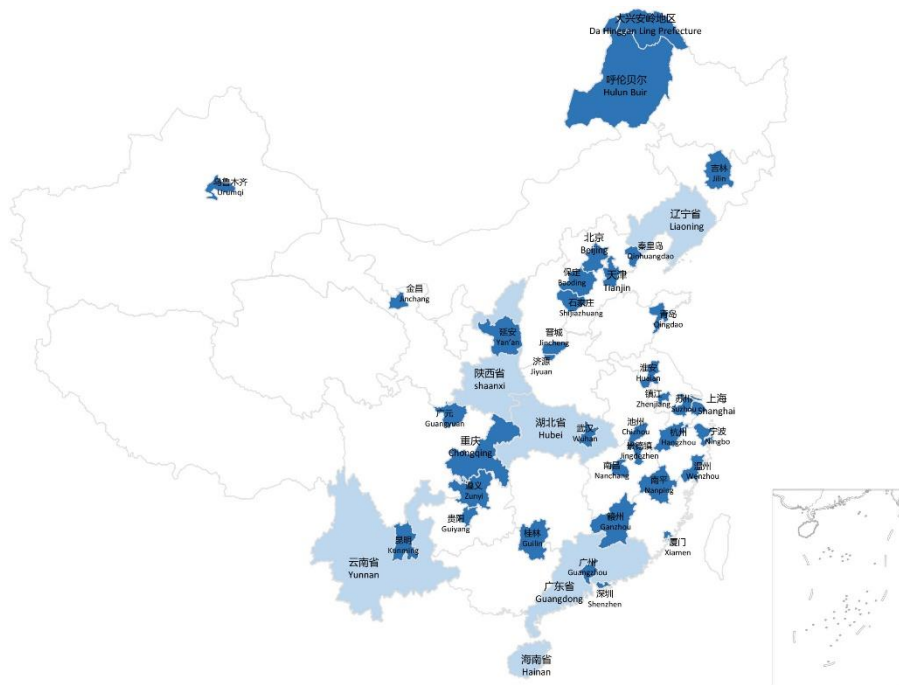 大兴安岭地区
Da Hinggan Ling Prefecture
呼伦贝尔
Hulun Buir
吉林
Jilin
乌鲁木齐
Urumqi
辽宁省
Liaoning
北京
Beijing
秦皇岛
Qinhuangdao
保定
Baoding
天津
Tianjin
金昌
Jinchang
石家庄
Shijiazhuang
青岛
Qingdao
延安
Yan'an
晋城
Jincheng
济源
Jiyuan
陕西省
shaanxi
淮安
Huaian
镇江
Zhenjiang
苏州
Suzhou
上海
Shanghai
广元
Guangyuan
湖北省
Hubei
武汉
Wuhan
池州
Chizhou
杭州
Hangzhou
宁波
Ningbo
重庆
Chongqing
景德镇
Jingdezhen
南昌
Nanchang
温州
Wenzhou
遵义
Zunyi
南平
Nanping
贵阳
Guiyang
赣州
Ganzhou
昆明
Kunming
桂林
Guilin
厦门
Xiamen
云南省
Yunnan
广州
Guangzhou
广东省
Guangdong
深圳
Shenzhen
海南省
Hainan